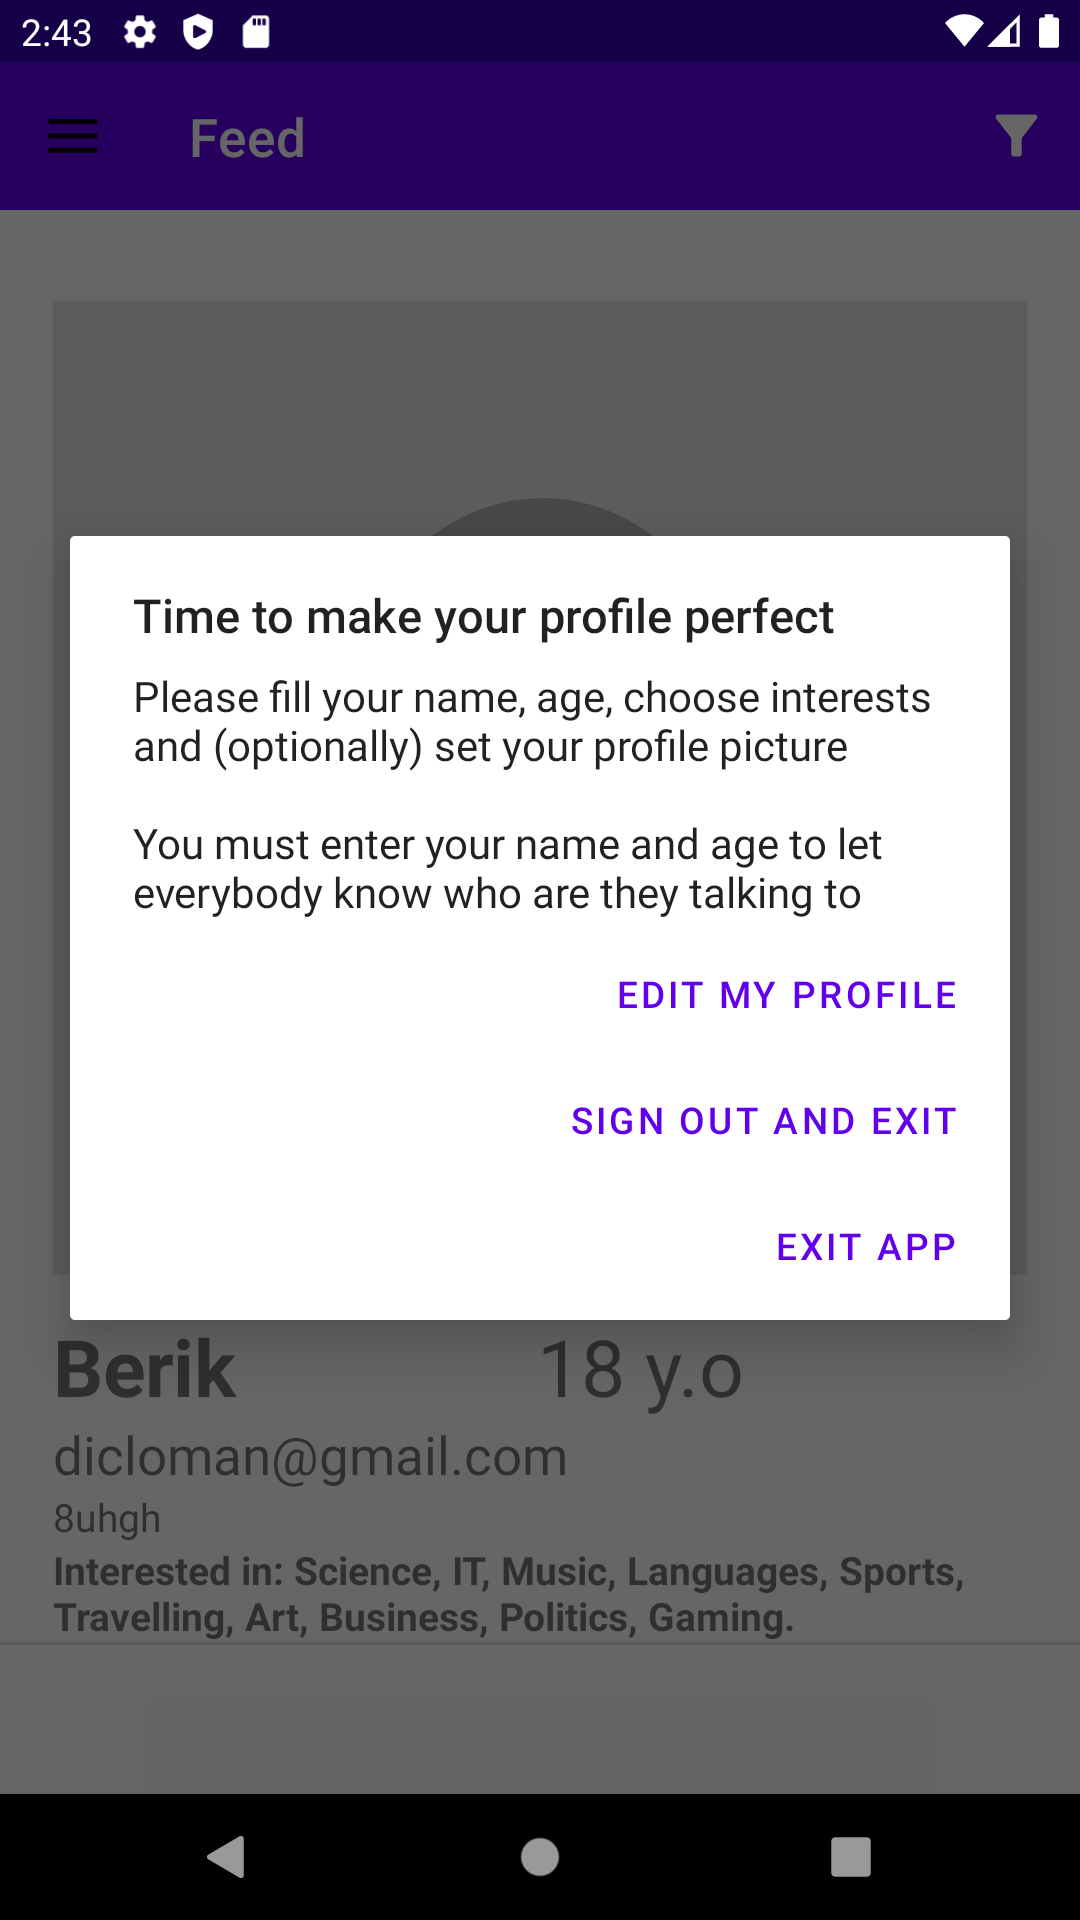 2:43
Feed
Time to make your profile perfect
Please fill your name, age, choose interests
and (optionally) set your profile picture
You must enter your name and age to let
everybody know who are they talking to
EDIT MY PROFILE
SIGN OUT AND EXIT
EXIT APP
Berik 18 y.o
dicloman@gmail.com
8uhgh
Interested in: Science, IT, Music, Languages, Sports,
Travelling, Art, Business, Politics, Gaming.